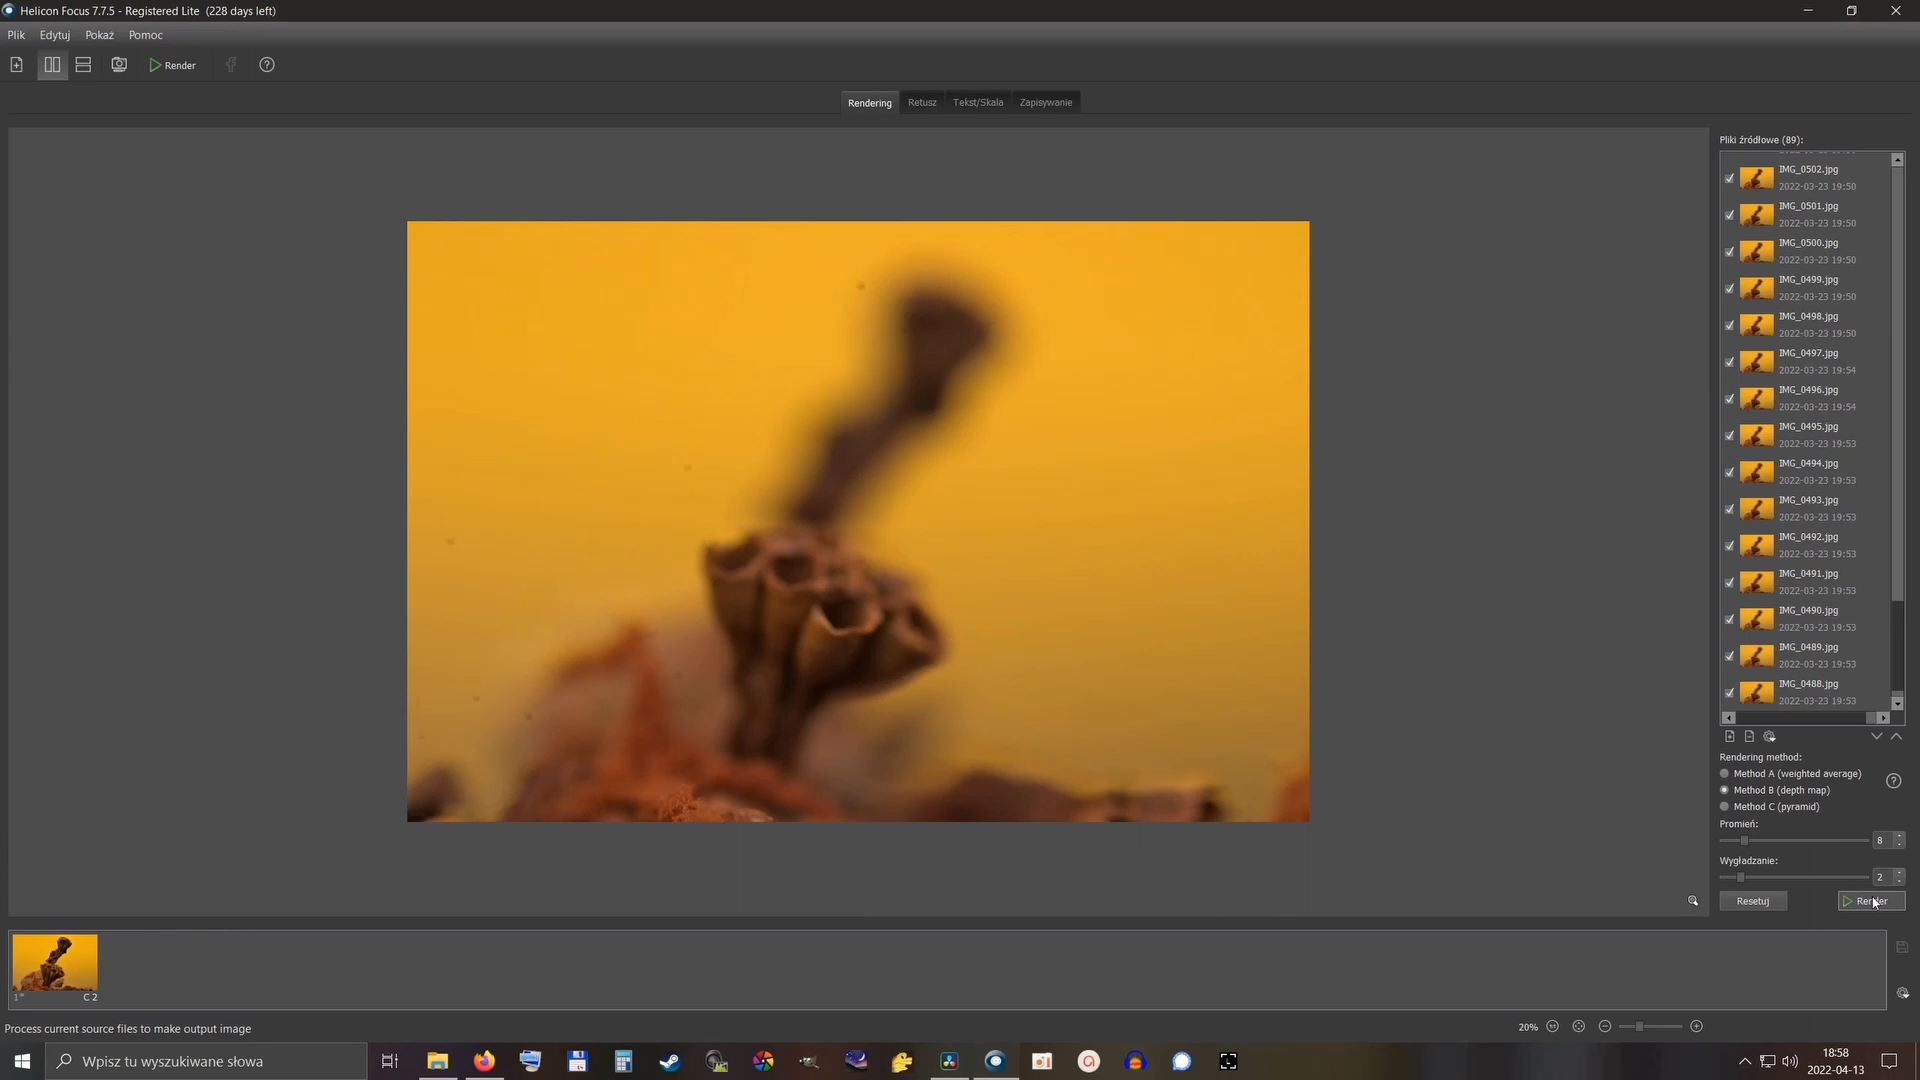 Helicon Focus 7.7.5 - Registered Lite (228 days left)
Plik Edytuj Pokaż Pomoc
Render
Rendering Retusz Tekst/Skala Zapisywanie
Pliki źródłowe (89):
IMG_0502.jpg
2022-03-23 19:50
IMG_0501.jpg
2022-03-23 19:50
IMG_0500.jpg
2022-03-23 19:50
IMG_0499.jpg
2022-03-23 19:50
IMG_0498.jpg
2022-03-23 19:50
IMG_0497.jpg
2022-03-23 19:54
IMG_0496.jpg
2022-03-23 19:54
IMG_0495.jpg
2022-03-23 19:53
IMG_0494.jpg
2022-03-23 19:53
IMG_0493.jpg
2022-03-23 19:53
IMG_0492.jpg
2022-03-23 19:53
IMG_0491.jpg
2022-03-23 19:53
IMG_0490.jpg
2022-03-23 19:53
IMG_0489.jpg
2022-03-23 19:53
IMG_0488.jpg
2022-03-23 19:53
Rendering method:
Method A (weighted average)
Method B (depth map)
Method C (pyramid)
Promień:
8
Wygładzanie:
2
Resetuj Render
1* C 2
Process current source files to make output image
20%
Wpisz tu wyszukiwane słowa
18:58
2022-04-13